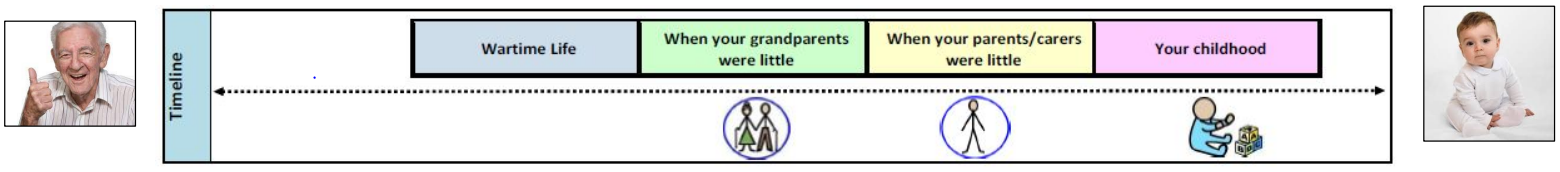 Timeline
Wartime Life
When your grandparents
were little
When your parents/carers
were little
Your childhood
A
A
B
C